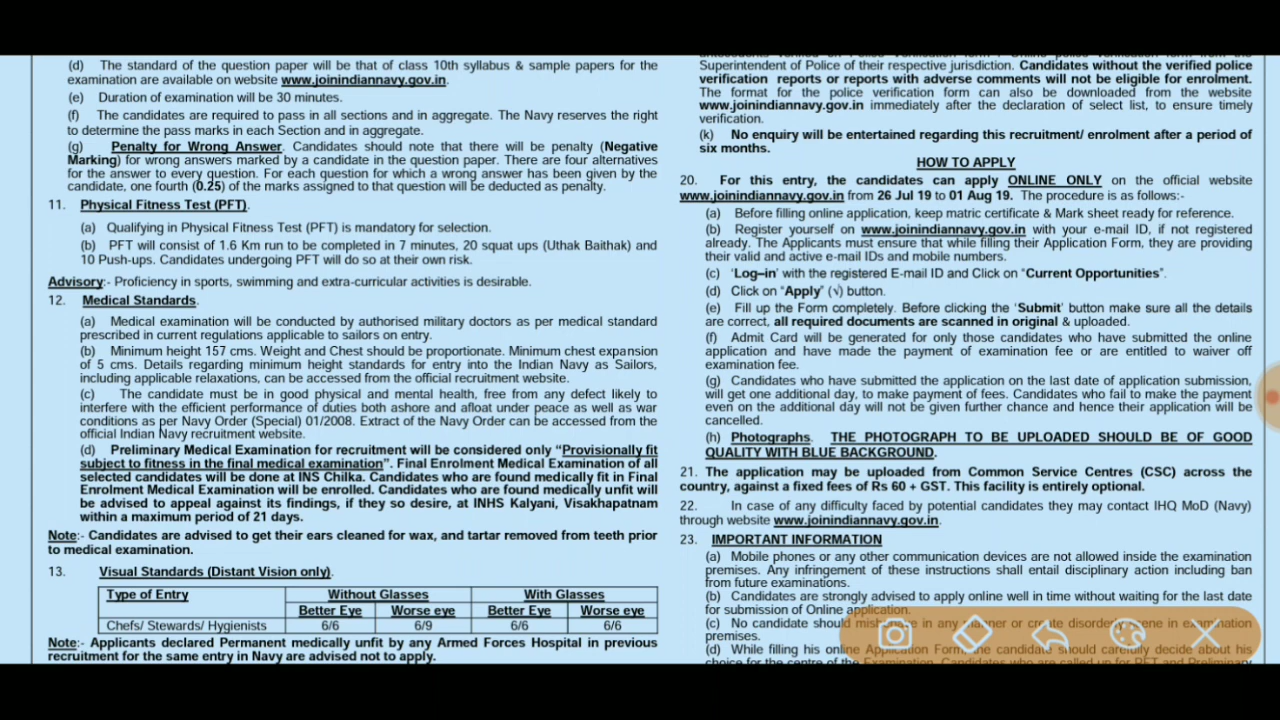 (d) The standard of the question paper will be that of class 10th syllabus & sample papers for the
examination are available on website www.joinindiannavy.gov.in.
(e) Duration of examination will be 30 minutes.
(f) The candidates are required to pass in all sections and in aggregate. The Navy reserves the right
to determine the pass marks in each Section and in aggregate.
(g) Penalty for Wrong Answer. Candidates should note that there will be penalty (Negative
Marking) for wrong answers marked by a candidate in the question paper. There are four alternatives
for the answer to every question. For each question for which a wrong answer has been given by the
candidate, one fourth (0.25) of the marks assigned to that question will be deducted as penalty.
11. Physical Fitness Test (PFT).
(a) Qualifying in Physical Fitness Test (PFT) is mandatory for selection.
(b) PFT will consist of 1.6 Km run to be completed in 7 minutes, 20 squat ups (Uthak Baithak) and
10 Push-ups. Candidates undergoing PFT will do so at their own risk.
Advisory:- Proficiency in sports, swimming and extra-curricular activities is desirable.
12. Medical Standards.
(a) Medical examination will be conducted by authorised military doctors as per medical standard
prescribed in current regulations applicable to sailors on entry.
(b) Minimum height 157 cms. Weight and Chest should be proportionate. Minimum chest expansion
of 5 cms. Details regarding minimum height standards for entry into the Indian Navy as Sailors,
including applicable relaxations, can be accessed from the official recruitment website.
(c) The candidate must be in good physical and mental health, free from any defect likely to
interfere with the efficient performance of duties both ashore and afloat under peace as well as war
conditions as per Navy Order (Special) 01/2008. Extract of the Navy Order can be accessed from the
official Indian Navy recruitment website.
(d) Preliminary Medical Examination for recruitment will be considered only “Provisionally fit
subject to fitness in the final medical examination”. Final Enrolment Medical Examination of all
selected candidates will be done at INS Chilka. Candidates who are found medically fit in Final
Enrolment Medical Examination will be enrolled. Candidates who are found medically unfit will
be advised to appeal against its findings, if they so desire, at INHS Kalyani, Visakhapatnam
within a maximum period of 21 days.
Note:- Candidates are advised to get their ears cleaned for wax, and tartar removed from teeth prior
to medical examination.
13. Visual Standards (Distant Vision only).
Type of Entry Without Glasses With Glasses
Better Eye Worse eye Better Eye Worse eye
Chefs/ Stewards/ Hygienists 6/6 6/9 6/6 6/6
Note:- Applicants declared Permanent medically unfit by any Armed Forces Hospital in previous
recruitment for the same entry in Navy are advised not to apply.
Superintendent of Police of their respective jurisdiction. Candidates without the verified police
verification reports or reports with adverse comments will not be eligible for enrolment.
The format for the police verification form can also be downloaded from the website
www.joinindiannavy.gov.in immediately after the declaration of select list, to ensure timely
verification.
(k) No enquiry will be entertained regarding this recruitment/ enrolment after a period of
six months.
HOW TO APPLY
20. For this entry, the candidates can apply ONLINE ONLY on the official website
www.joinindiannavy.gov.in from 26 Jul 19 to 01 Aug 19. The procedure is as follows:-
(a) Before filling online application, keep matric certificate & Mark sheet ready for reference.
(b) Register yourself on www.joinindiannavy.gov.in with your e-mail ID, if not registered
already. The Applicants must ensure that while filling their Application Form, they are providing
their valid and active e-mail IDs and mobile numbers.
(c) ‘Log–in’ with the registered E-mail ID and Click on “Current Opportunities”.
(d) Click on “Apply” (√) button.
(e) Fill up the Form completely. Before clicking the ‘Submit’ button make sure all the details
are correct, all required documents are scanned in original & uploaded.
(f) Admit Card will be generated for only those candidates who have submitted the online
application and have made the payment of examination fee or are entitled to waiver off
examination fee.
(g) Candidates who have submitted the application on the last date of application submission,
will get one additional day, to make payment of fees. Candidates who fail to make the payment
even on the additional day will not be given further chance and hence their application will be
cancelled.
(h) Photographs. THE PHOTOGRAPH TO BE UPLOADED SHOULD BE OF GOOD
QUALITY WITH BLUE BACKGROUND.
21. The application may be uploaded from Common Service Centres (CSC) across the
country, against a fixed fees of Rs 60 + GST. This facility is entirely optional.
22. In case of any difficulty faced by potential candidates they may contact IHQ MoD (Navy)
through website www.joinindiannavy.gov.in.
23. IMPORTANT INFORMATION
(a) Mobile phones or any other communication devices are not allowed inside the examination
premises. Any infringement of these instructions shall entail disciplinary action including ban
from future examinations.
(b) Candidates are strongly advised to apply online well in time without waiting for the last date
for submission of Online application.
(c) No candidate should misbehave in any manner or create disorderly scene in examination
premises.
(d) While filling his online Application Form, the candidate should carefully decide about his
choice for the centre of the Examination. Candidates who are called up for PFT and Preliminary